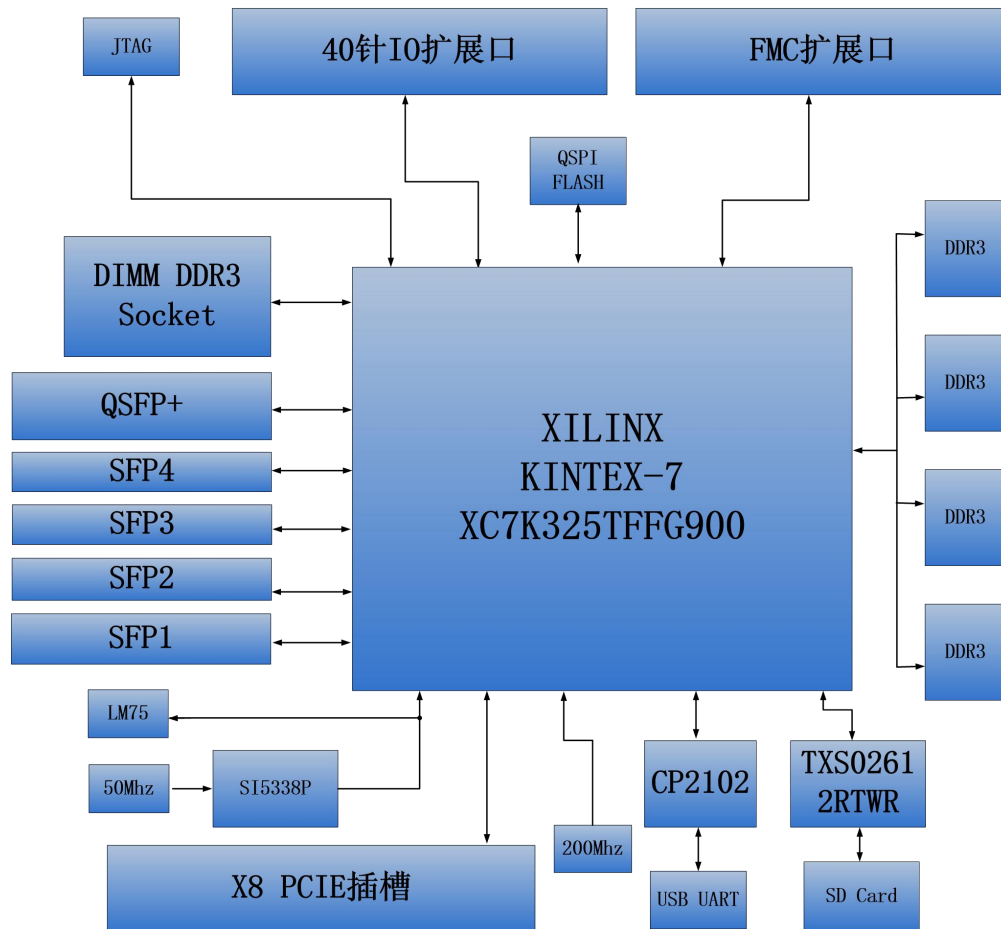 JTAG
40针IO扩展口
FMC扩展口
QSPI
FLASH
DIMM DDR3
Socket
QSFP+
SFP4
SFP3
SFP2
SFP1
XILINX
KINTEX-7
XC7K325TFFG900
DDR3
DDR3
DDR3
DDR3
LM75
50Mhz
SI5338P
X8 PCIE插槽
200Mhz
CP2102
USB UART
TXS0261
2RTWR
SD Card